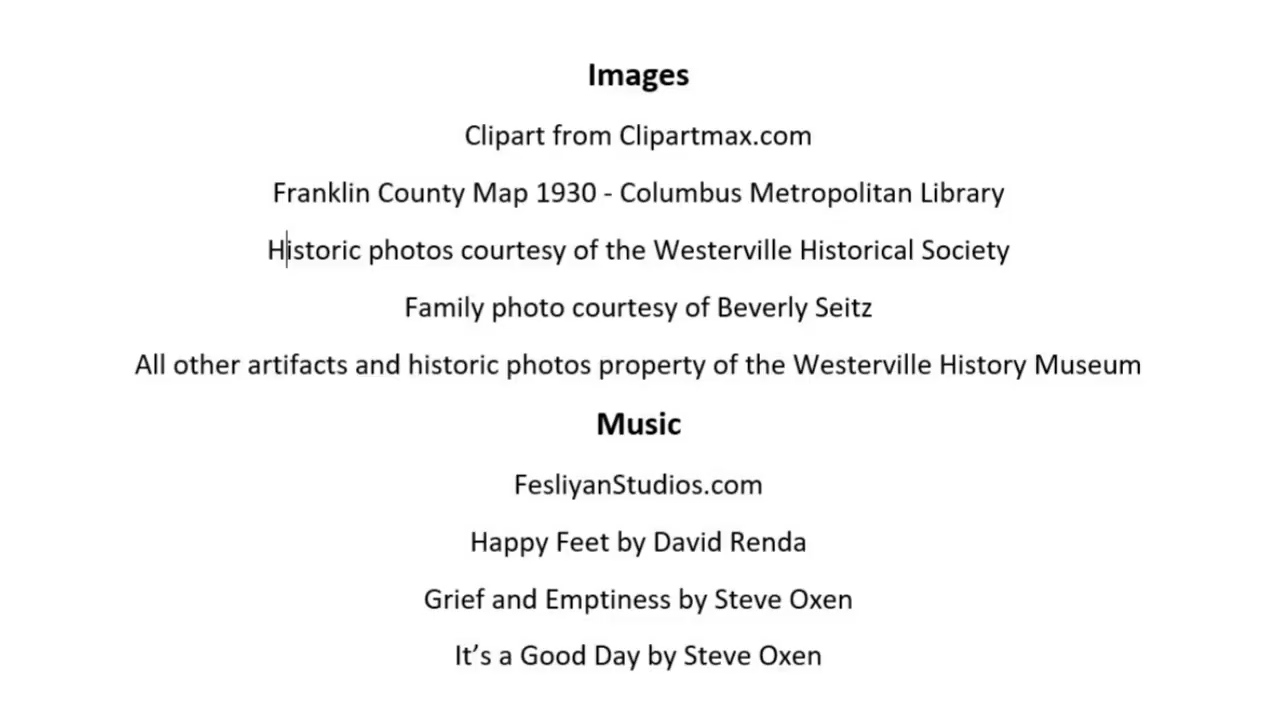 Images
Clipart from Clipartmax.com
Franklin County Map 1930 - Columbus Metropolitan Library
Historic photos courtesy of the Westerville Historical Society
Family photo courtesy of Beverly Seitz
All other artifacts and historic photos property of the Westerville History Museum
Music
FesliyanStudios.com
Happy Feet by David Renda
Grief and Emptiness by Steve Oxen
It’s a Good Day by Steve Oxen